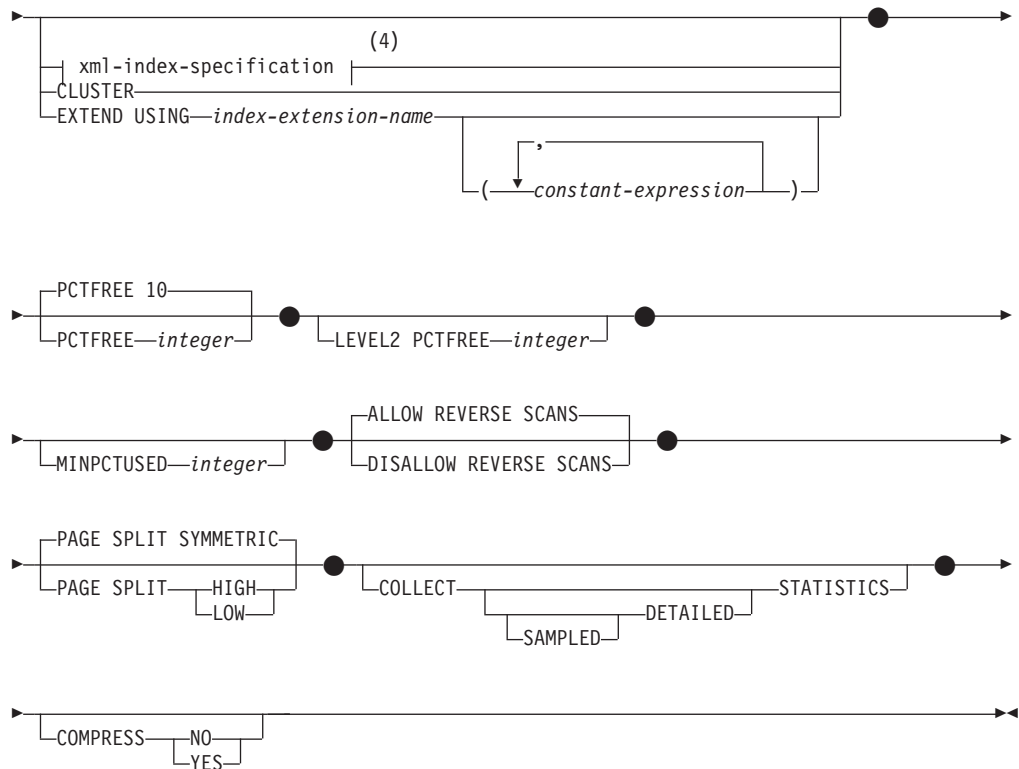 (4)
xml-index-specification
CLUSTER
EXTEND USING index-extension-name
,
( constant-expression )
PCTFREE 10
PCTFREE integer
LEVEL2 PCTFREE integer
MINPCTUSED integer
ALLOW REVERSE SCANS
DISALLOW REVERSE SCANS
PAGE SPLIT SYMMETRIC
PAGE SPLIT HIGH
LOW
COLLECT STATISTICS
DETAILED
SAMPLED
COMPRESS NO
YES